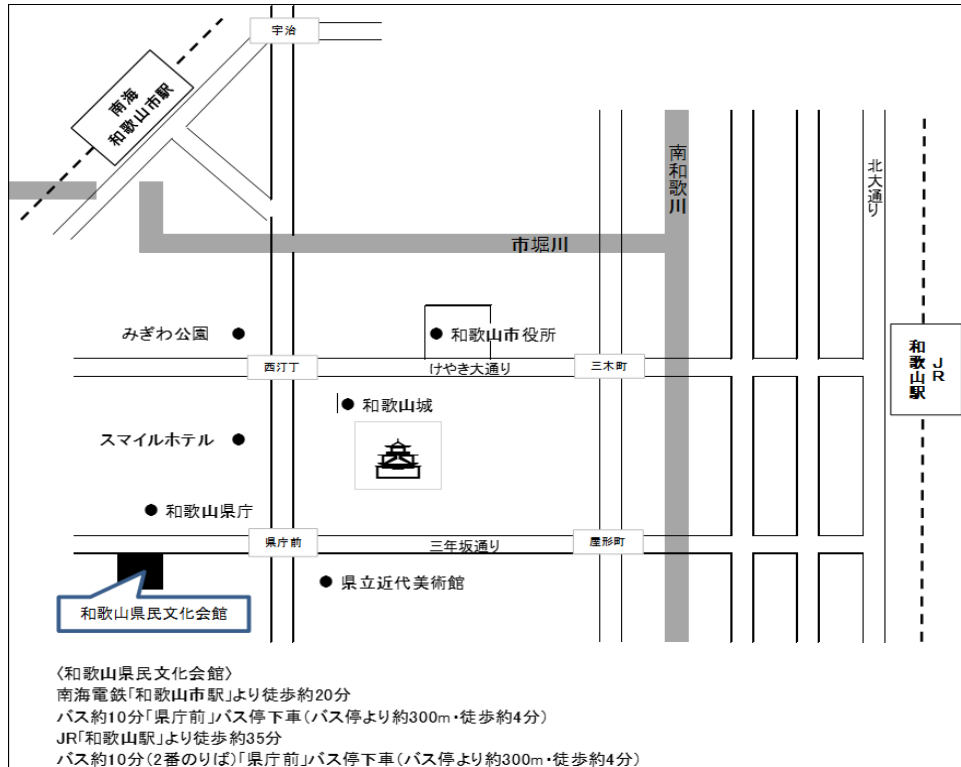 宇治
南海
和歌山市駅
南和歌川
北大通り
市堀川
みぎわ公園
和歌山市役所
西汀丁
けやき大通り
三木町
JR
和歌山駅
和歌山城
スマイルホテル
和歌山県庁
県庁前
三年坂通り
屋形町
県立近代美術館
和歌山県民文化会館
〈和歌山県民文化会館〉
南海電鉄「和歌山市駅」より徒歩約20分
バス約10分「県庁前」バス停下車(バス停より約300m・徒歩約4分)
JR「和歌山駅」より徒歩約35分
バス約10分(2番のりば)「県庁前」バス停下車(バス停より約300m・徒歩約4分)